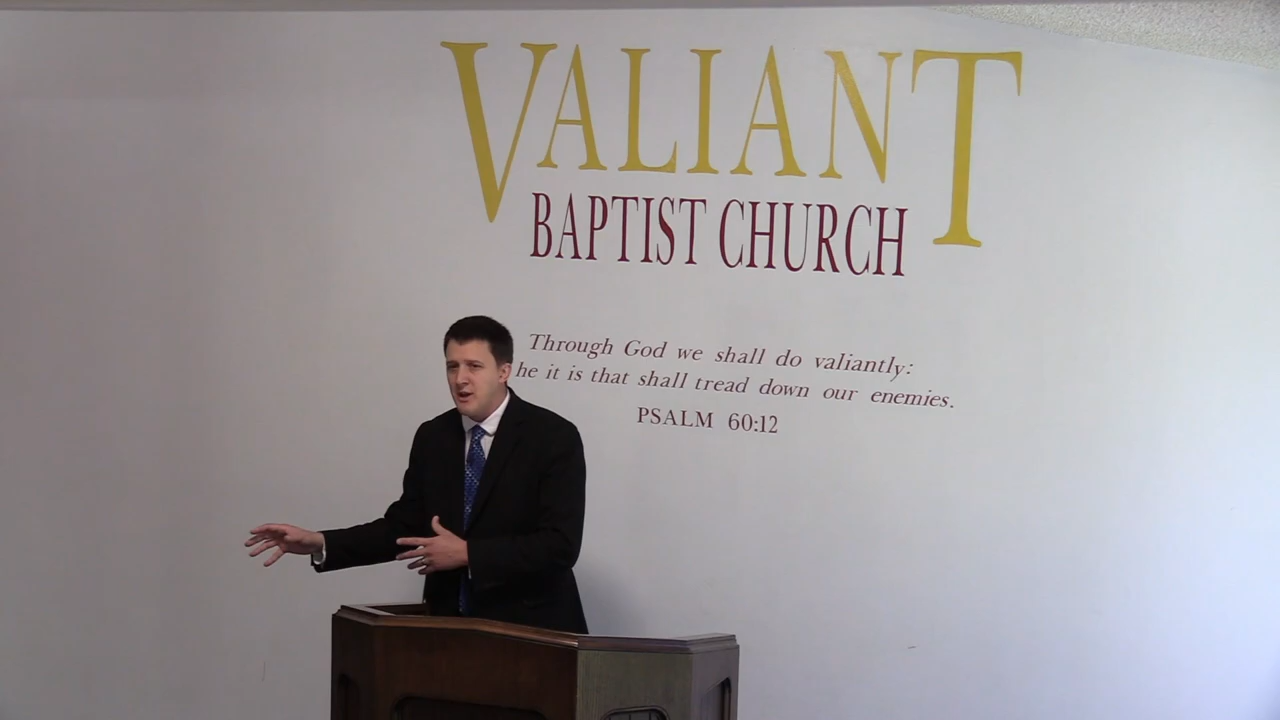 VALIANT
BAPTIST CHURCH
Through God we shall do valiantly:
he it is that shall tread down our enemies.
PSALM 60:12